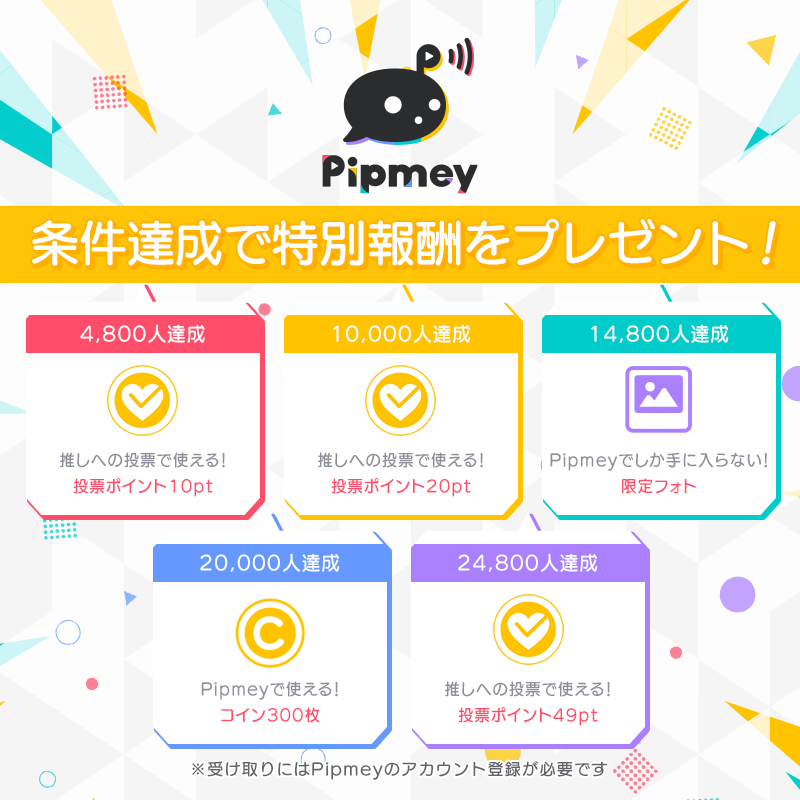 Pipmey
条件達成で特別報酬をプレゼント！
4,800人達成
推しへの投票で使える！
投票ポイント10pt
10,000人達成
推しへの投票で使える！
投票ポイント20pt
14,800人達成
Pipmeyでしか手に入らない！
限定フォト
20,000人達成
Pipmeyで使える！
コイン300枚
24,800人達成
推しへの投票で使える！
投票ポイント49pt
※受け取りにはPipmeyのアカウント登録が必要です